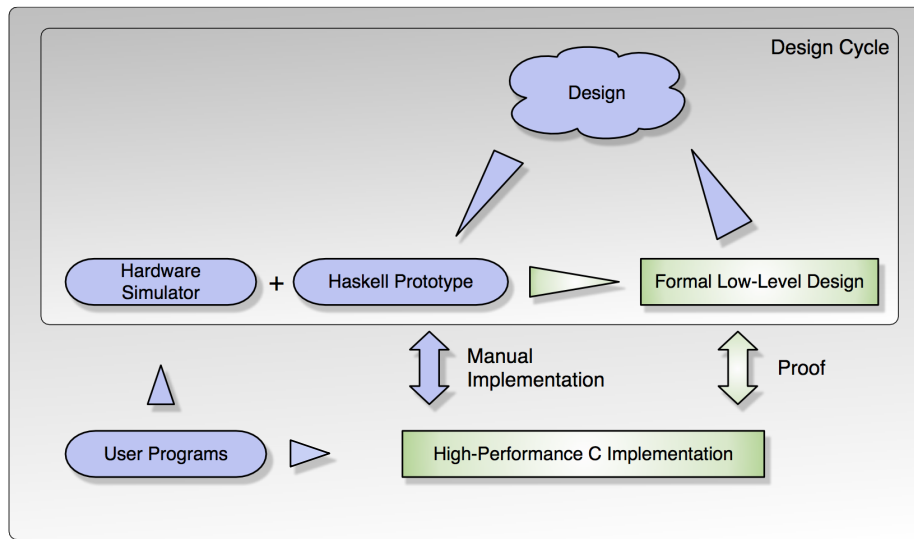 Design Cycle
Design
Hardware
Simulator
+
Haskell Prototype
Formal Low-Level Design
Manual
Implementation
Proof
User Programs
High-Performance C Implementation